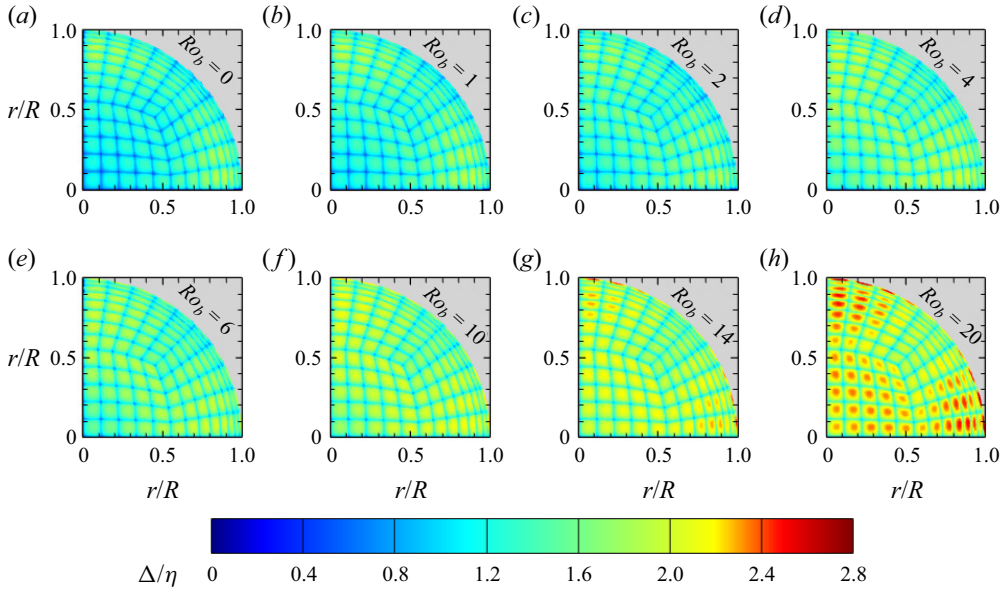 (a) (b) (c) (d)
1.0 1.0 1.0 1.0
Ro_b = 0 Ro_b = 1 Ro_b = 2 Ro_b = 4
r/R 0.5 0.5 0.5 0.5
0 0 0 0
0 0.5 1.0 0 0.5 1.0 0 0.5 1.0 0 0.5 1.0
(e) (f) (g) (h)
1.0 1.0 1.0 1.0
Ro_b = 6 Ro_b = 10 Ro_b = 14 Ro_b = 20
r/R 0.5 0.5 0.5 0.5
0 0 0 0
0 0.5 1.0 0 0.5 1.0 0 0.5 1.0 0 0.5 1.0
r/R r/R r/R r/R
Δ/η 0 0.4 0.8 1.2 1.6 2.0 2.4 2.8